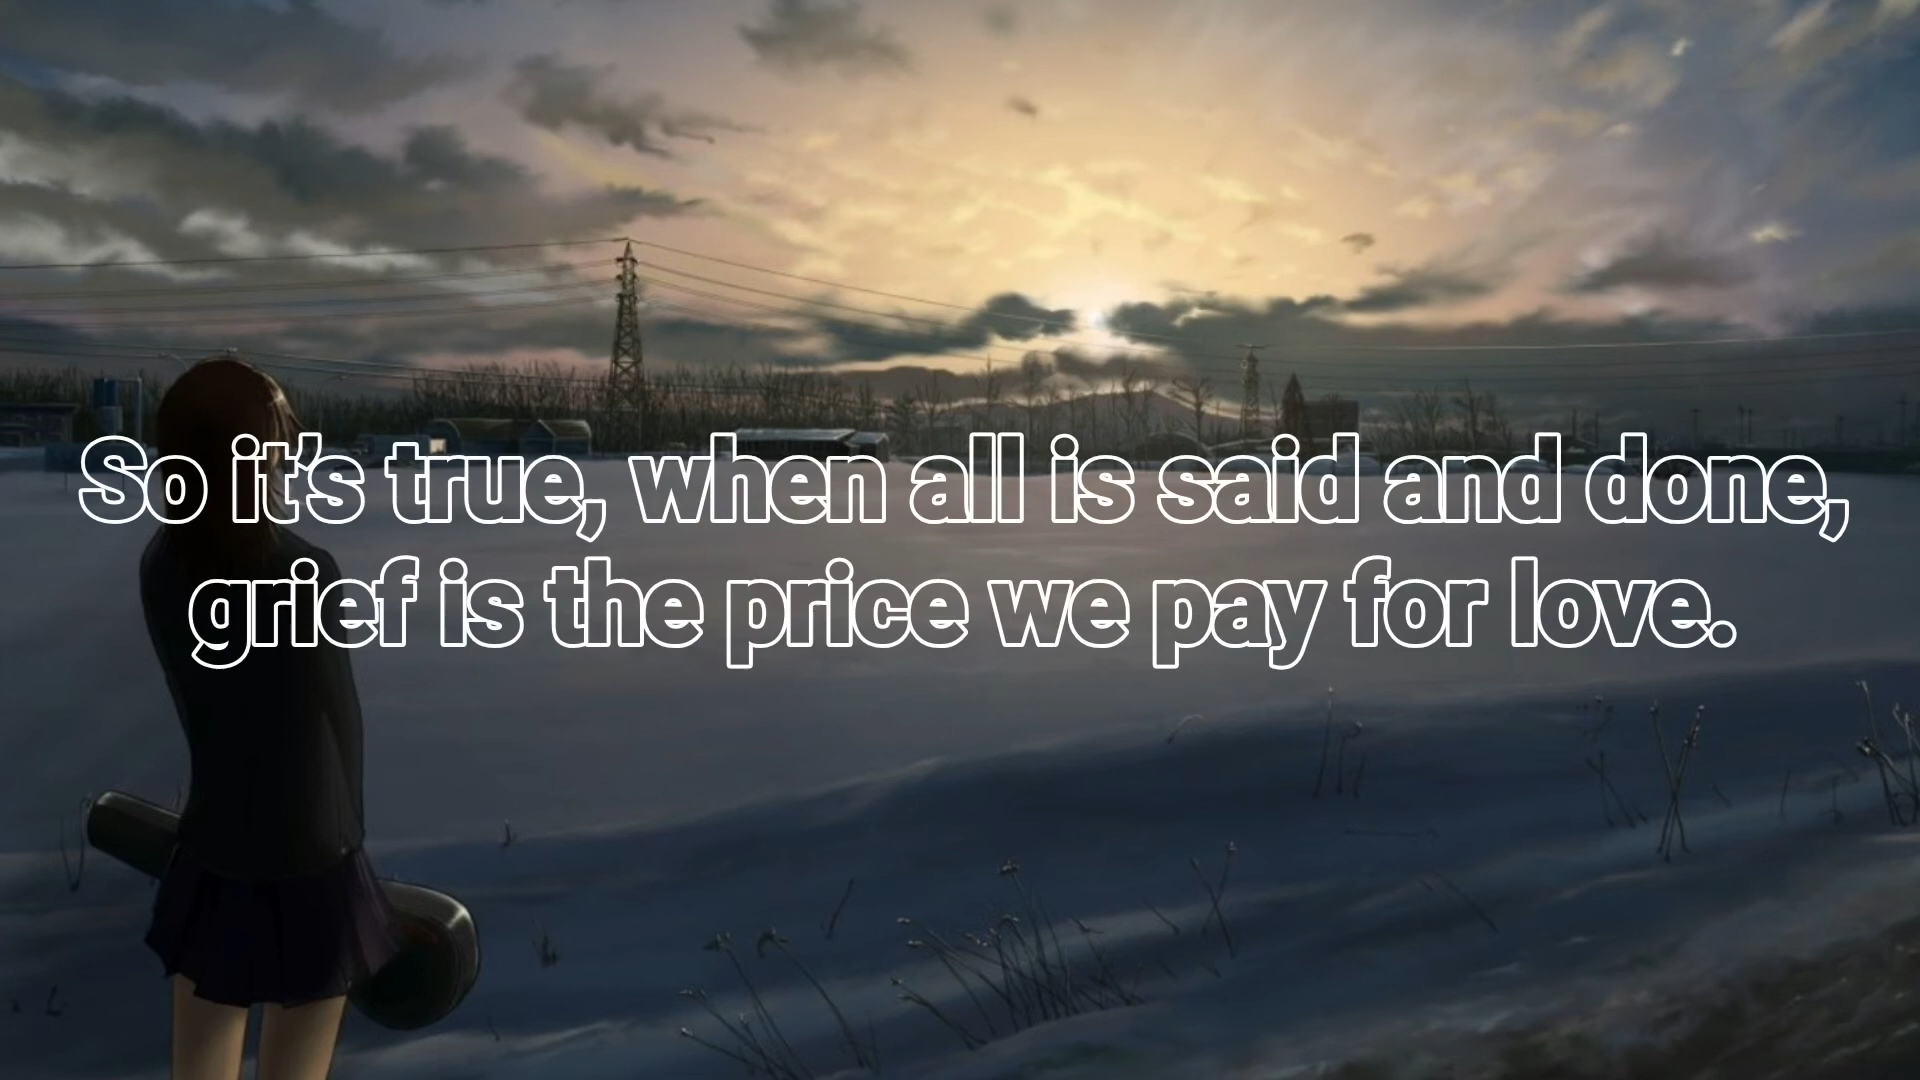 So it's true, when all is said and done,
grief is the price we pay for love.